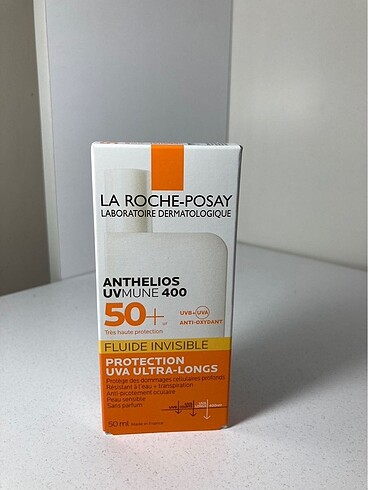 LA ROCHE-POSAY
LABORATOIRE DERMATOLOGIQUE
ANTHELIOS
UVMUNE 400
50+
Très haute protection
UVB + UVA
ANTI-OXYDANT
FLUIDE INVISIBLE
PROTECTION
UVA ULTRA-LONGS
Protège des dommages cellulaires profonds
Résistant à l'eau + transpiration
Anti-picotement oculaire
Peau sensible
Sans parfum
50 ml Made in France